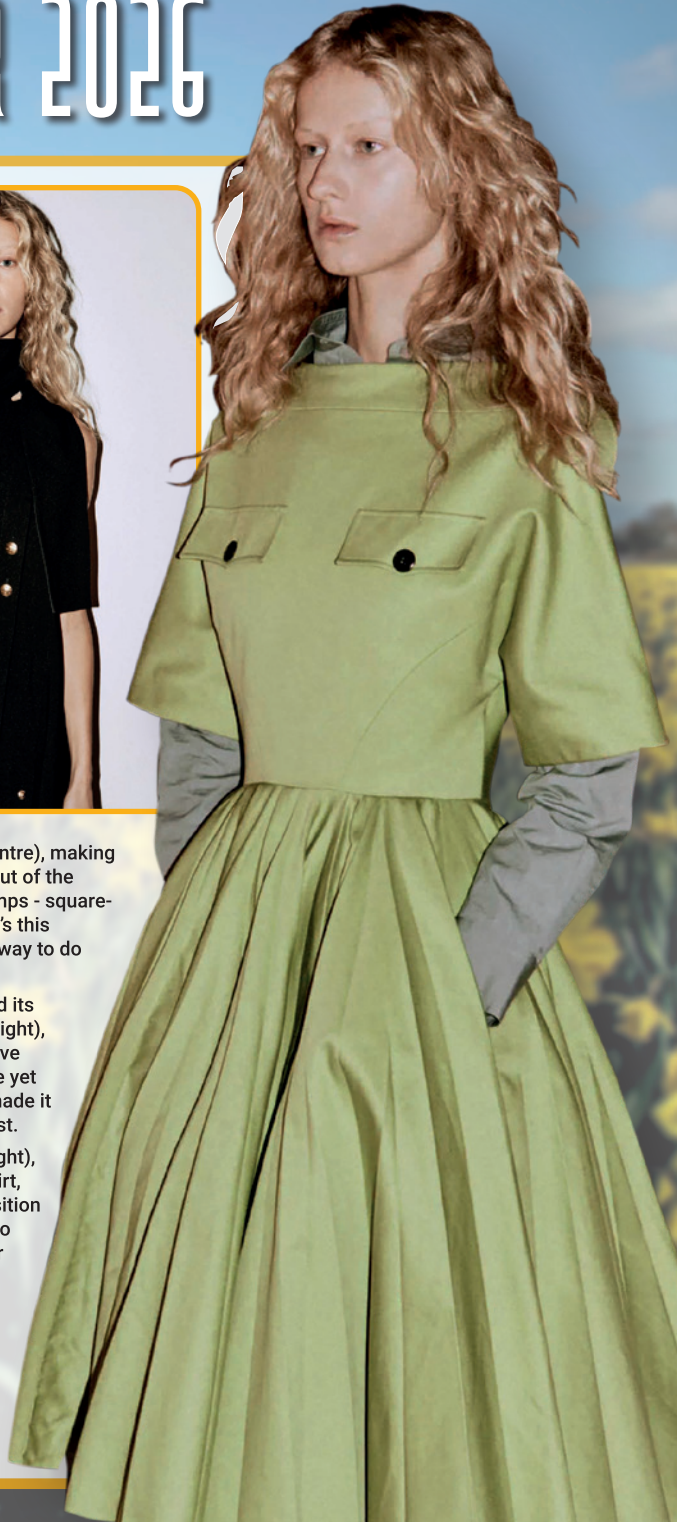 R 2026
ntre), making
ut of the
nps - square-
's this
way to do
d its
ight),
ve
e yet
nade it
st.
ght),
irt,
sition
o
r